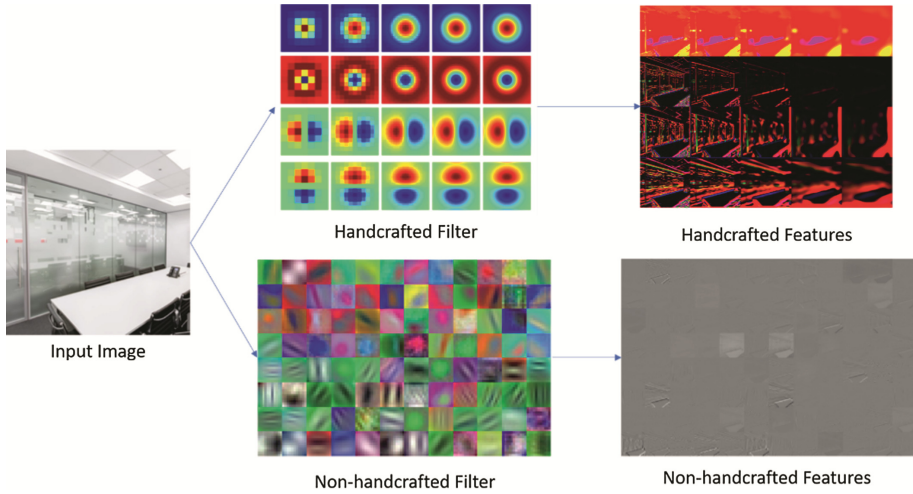 Handcrafted Filter
Handcrafted Features
Input Image
Non-handcrafted Filter
Non-handcrafted Features